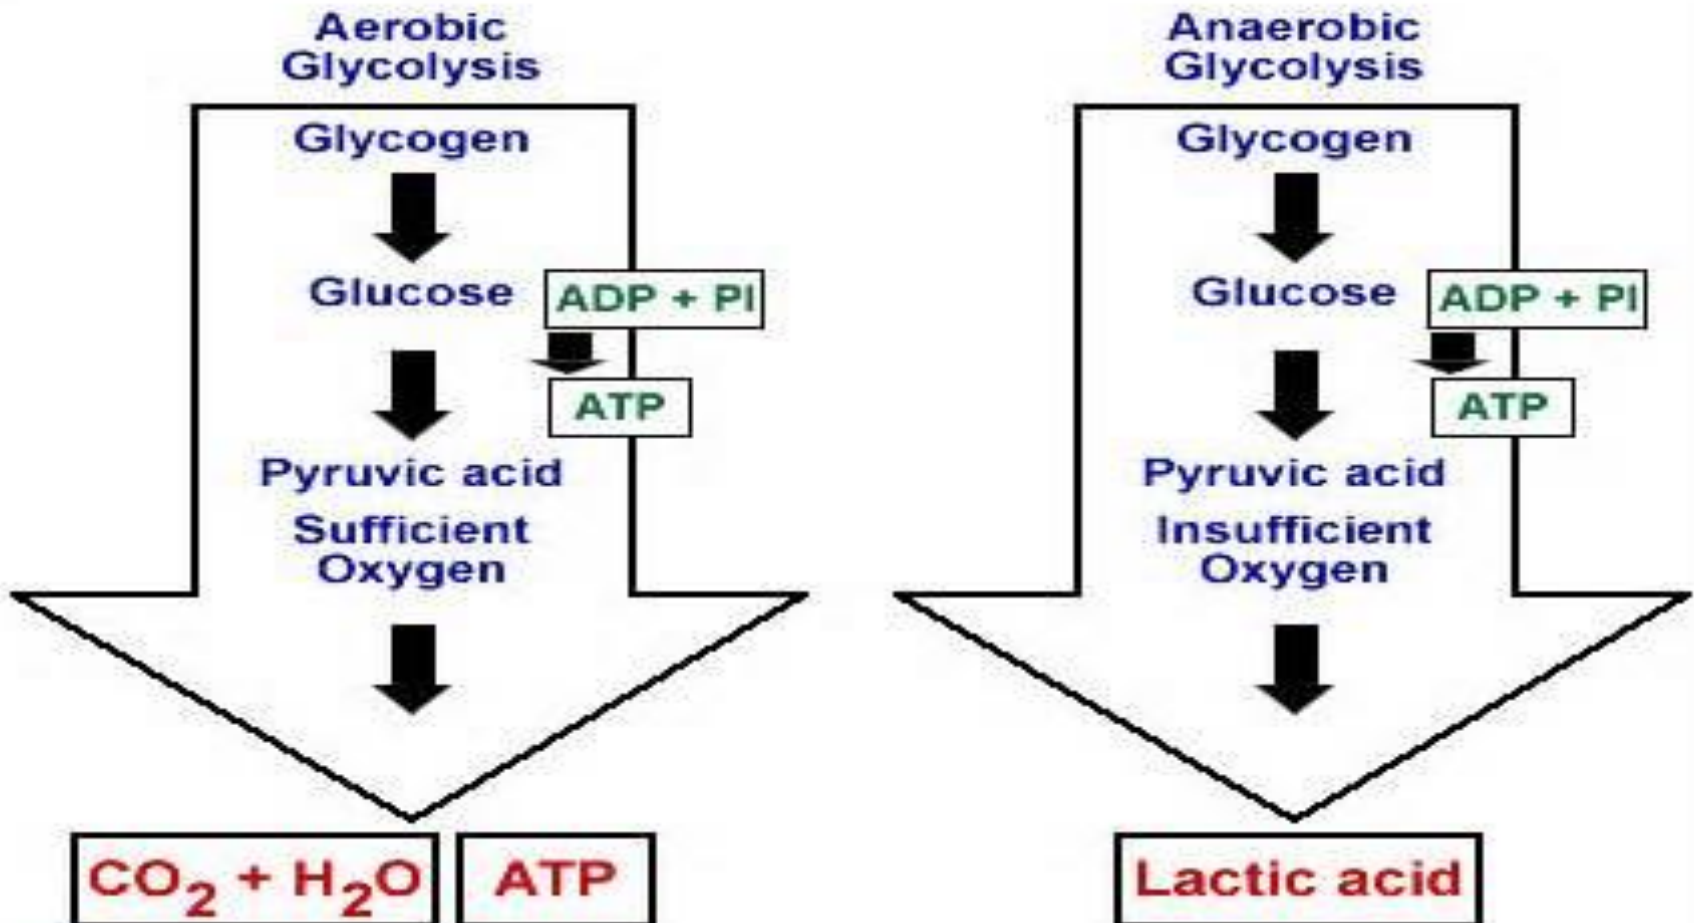 Aerobic
Glycolysis
Glycogen
Glucose
ADP + PI
ATP
Pyruvic acid
Sufficient
Oxygen
CO₂ + H₂O
ATP
Anaerobic
Glycolysis
Glycogen
Glucose
ADP + PI
ATP
Pyruvic acid
Insufficient
Oxygen
Lactic acid